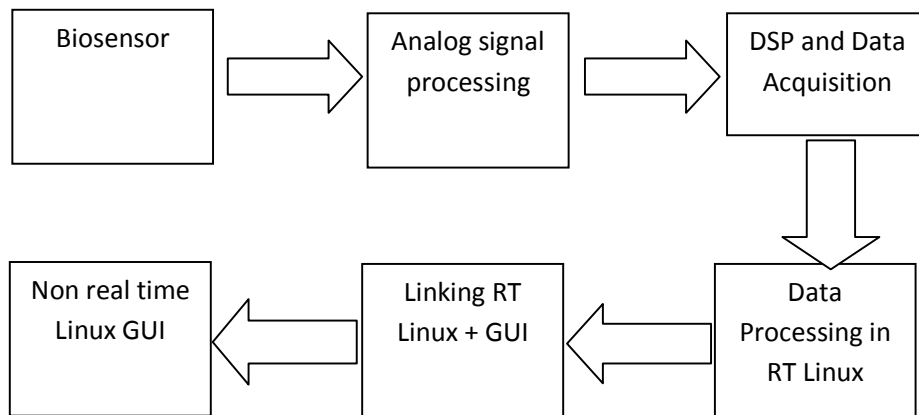 Biosensor
Analog signal
processing
DSP and Data
Acquisition
Data
Processing in
RT Linux
Linking RT
Linux + GUI
Non real time
Linux GUI